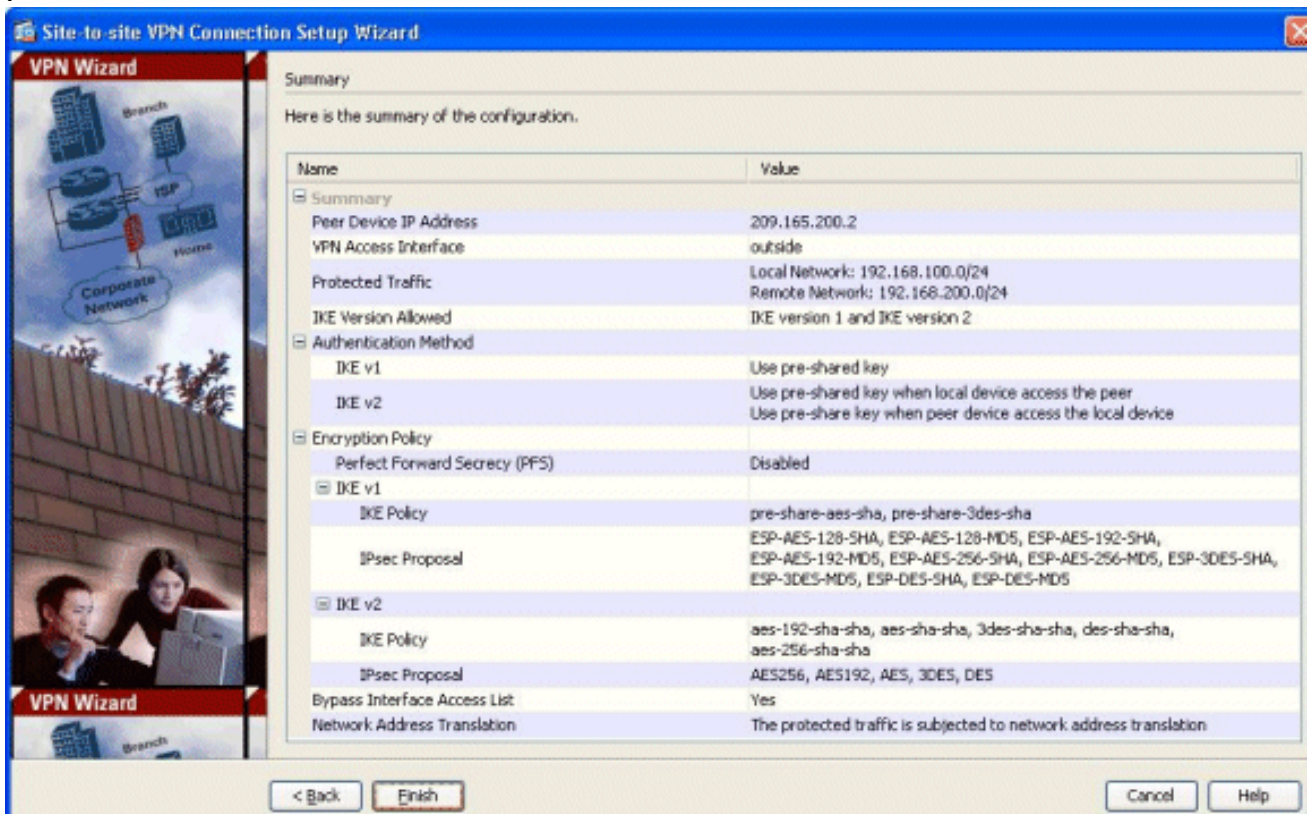 Site-to-site VPN Connection Setup Wizard
VPN Wizard
Branch
ISP
Home
Corporate
Network
VPN Wizard
Branch
Summary
Here is the summary of the configuration.
Name Value
Summary
Peer Device IP Address 209.165.200.2
VPN Access Interface outside
Protected Traffic Local Network: 192.168.100.0/24
Remote Network: 192.168.200.0/24
IKE Version Allowed IKE version 1 and IKE version 2
Authentication Method
IKE v1 Use pre-shared key
IKE v2 Use pre-shared key when local device access the peer
Use pre-share key when peer device access the local device
Encryption Policy
Perfect Forward Secrecy (PFS) Disabled
IKE v1
IKE Policy pre-share-aes-sha, pre-share-3des-sha
IPsec Proposal ESP-AES-128-SHA, ESP-AES-128-MD5, ESP-AES-192-SHA,
ESP-AES-192-MD5, ESP-AES-256-SHA, ESP-AES-256-MD5, ESP-3DES-SHA,
ESP-3DES-MD5, ESP-DES-SHA, ESP-DES-MD5
IKE v2
IKE Policy aes-192-sha-sha, aes-sha-sha, 3des-sha-sha, des-sha-sha,
aes-256-sha-sha
IPsec Proposal AES256, AES192, AES, 3DES, DES
Bypass Interface Access List Yes
Network Address Translation The protected traffic is subjected to network address translation
< Back Finish Cancel Help